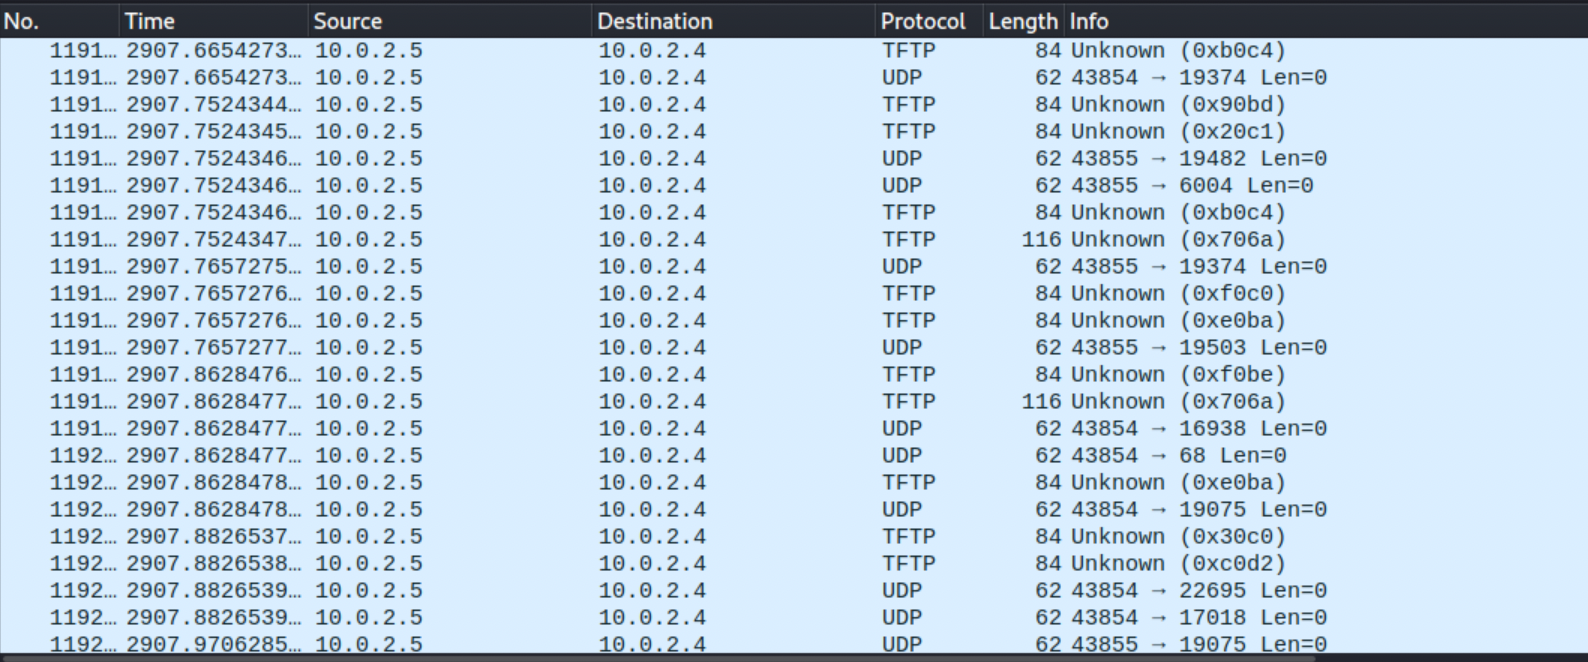 No. Time Source Destination Protocol Length Info
1191… 2907.6654273… 10.0.2.5 10.0.2.4 TFTP 84 Unknown (0xb0c4)
1191… 2907.6654273… 10.0.2.5 10.0.2.4 UDP 62 43854 → 19374 Len=0
1191… 2907.7524344… 10.0.2.5 10.0.2.4 TFTP 84 Unknown (0x90bd)
1191… 2907.7524345… 10.0.2.5 10.0.2.4 TFTP 84 Unknown (0x20c1)
1191… 2907.7524346… 10.0.2.5 10.0.2.4 UDP 62 43855 → 19482 Len=0
1191… 2907.7524346… 10.0.2.5 10.0.2.4 UDP 62 43855 → 6004 Len=0
1191… 2907.7524346… 10.0.2.5 10.0.2.4 TFTP 84 Unknown (0xb0c4)
1191… 2907.7524347… 10.0.2.5 10.0.2.4 TFTP 116 Unknown (0x706a)
1191… 2907.7657275… 10.0.2.5 10.0.2.4 UDP 62 43855 → 19374 Len=0
1191… 2907.7657276… 10.0.2.5 10.0.2.4 TFTP 84 Unknown (0xf0c0)
1191… 2907.7657276… 10.0.2.5 10.0.2.4 TFTP 84 Unknown (0xe0ba)
1191… 2907.7657277… 10.0.2.5 10.0.2.4 UDP 62 43855 → 19503 Len=0
1191… 2907.8628476… 10.0.2.5 10.0.2.4 TFTP 84 Unknown (0xf0be)
1191… 2907.8628477… 10.0.2.5 10.0.2.4 TFTP 116 Unknown (0x706a)
1191… 2907.8628477… 10.0.2.5 10.0.2.4 UDP 62 43854 → 16938 Len=0
1192… 2907.8628477… 10.0.2.5 10.0.2.4 UDP 62 43854 → 68 Len=0
1192… 2907.8628478… 10.0.2.5 10.0.2.4 TFTP 84 Unknown (0xe0ba)
1192… 2907.8628478… 10.0.2.5 10.0.2.4 UDP 62 43854 → 19075 Len=0
1192… 2907.8826537… 10.0.2.5 10.0.2.4 TFTP 84 Unknown (0x30c0)
1192… 2907.8826538… 10.0.2.5 10.0.2.4 TFTP 84 Unknown (0xc0d2)
1192… 2907.8826539… 10.0.2.5 10.0.2.4 UDP 62 43854 → 22695 Len=0
1192… 2907.8826539… 10.0.2.5 10.0.2.4 UDP 62 43854 → 17018 Len=0
1192… 2907.9706285… 10.0.2.5 10.0.2.4 UDP 62 43855 → 19075 Len=0